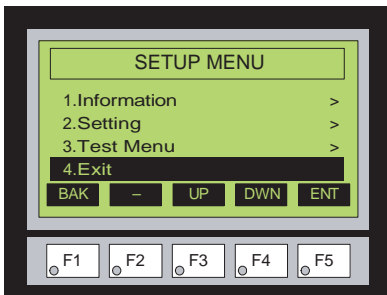 SETUP MENU
1.Information >
2.Setting >
3.Test Menu >
4.Exit
BAK – UP DWN ENT
F1 F2 F3 F4 F5